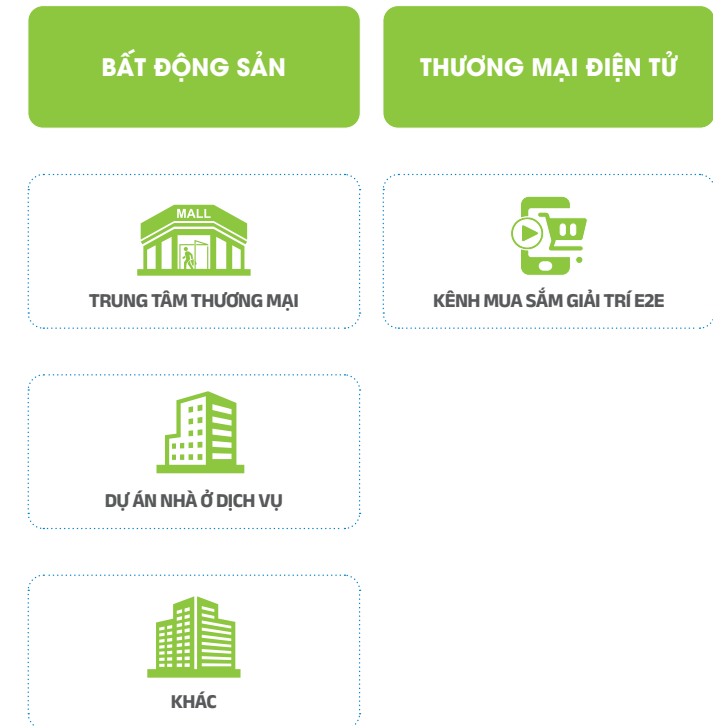 BẤT ĐỘNG SẢN
THƯƠNG MẠI ĐIỆN TỬ
MALL
TRUNG TÂM THƯƠNG MẠI
KÊNH MUA SẮM GIẢI TRÍ E2E
DỰ ÁN NHÀ Ở DỊCH VỤ
KHÁC